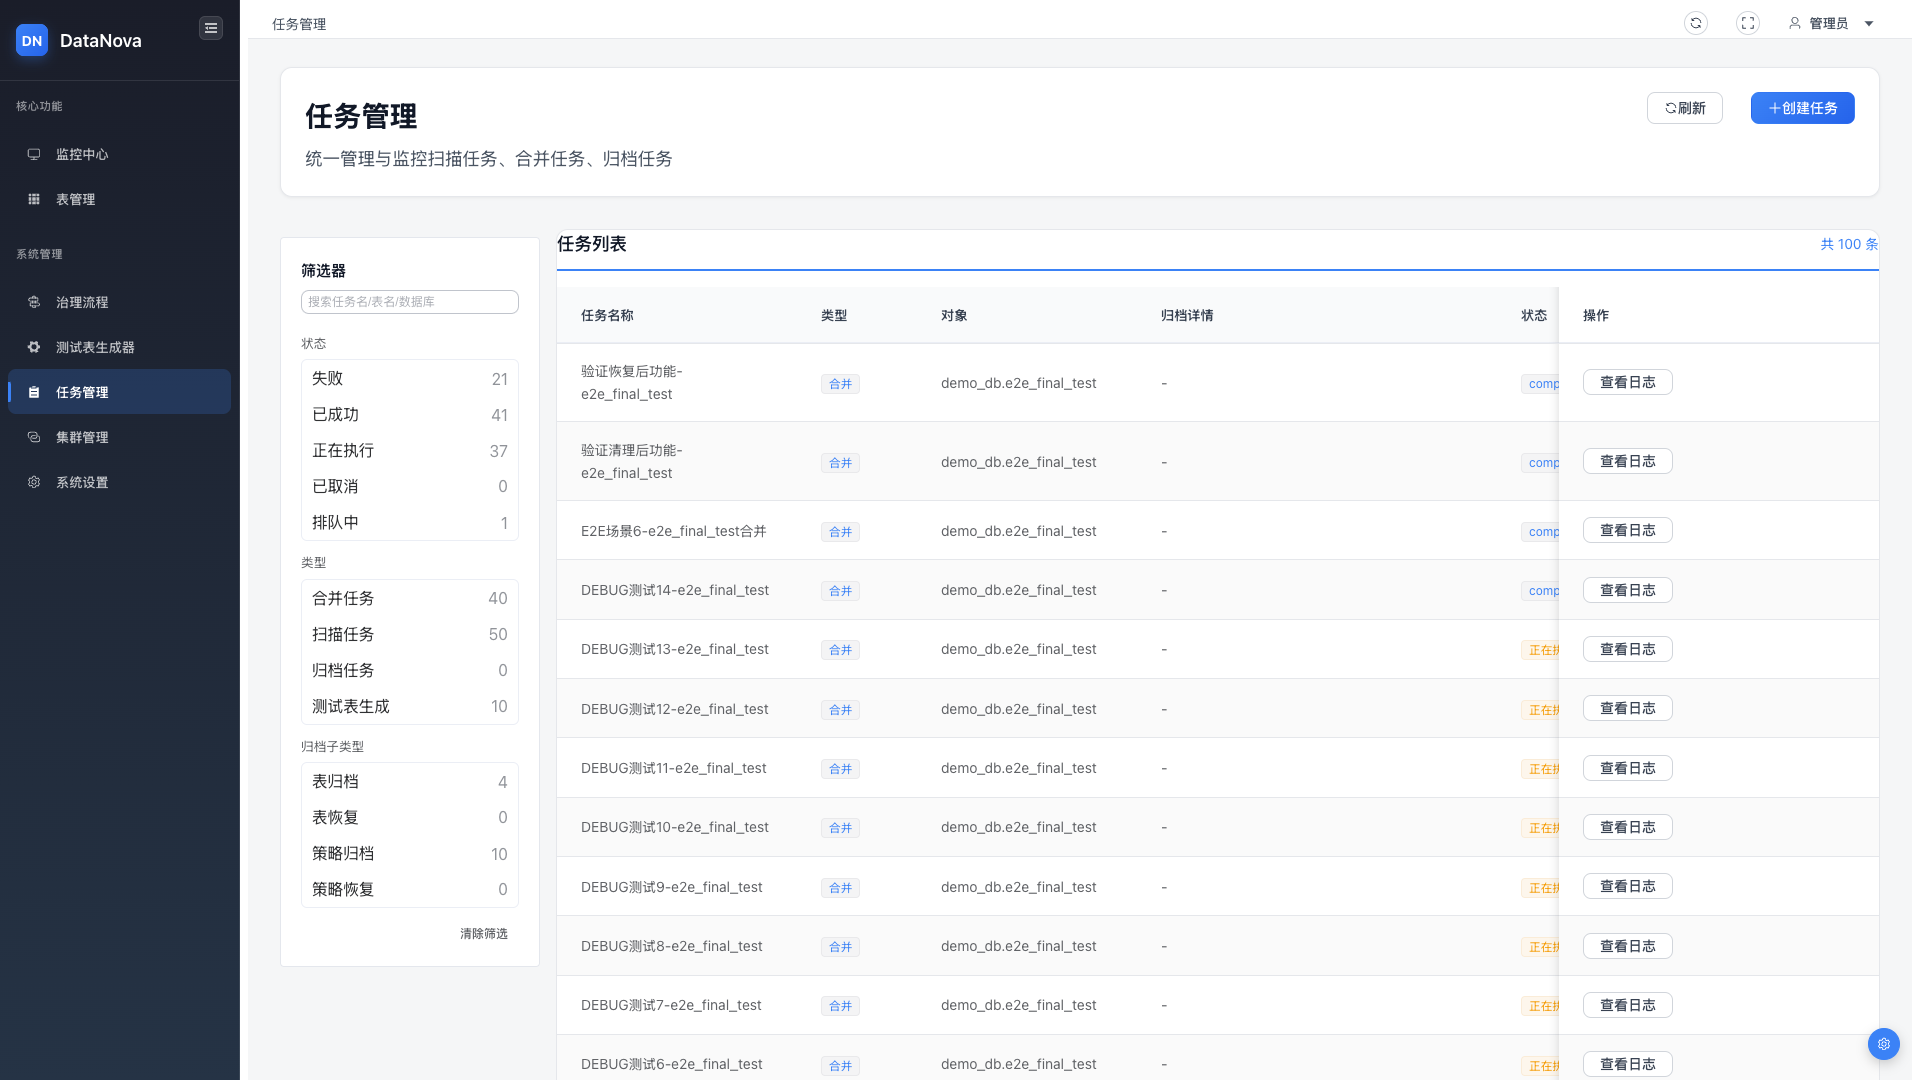 DN DataNova
核心功能
监控中心
表管理
系统管理
治理流程
测试表生成器
任务管理
集群管理
系统设置
任务管理
管理员
任务管理
统一管理与监控扫描任务、合并任务、归档任务
刷新
创建任务
筛选器
搜索任务名/表名/数据库
状态
失败 21
已成功 41
正在执行 37
已取消 0
排队中 1
类型
合并任务 40
扫描任务 50
归档任务 0
测试表生成 10
归档子类型
表归档 4
表恢复 0
策略归档 10
策略恢复 0
清除筛选
任务列表 共 100 条
任务名称 类型 对象 归档详情 状态 操作
验证恢复后功能-
e2e_final_test 合并 demo_db.e2e_final_test - comp 查看日志
验证清理后功能-
e2e_final_test 合并 demo_db.e2e_final_test - comp 查看日志
E2E场景6-e2e_final_test合并 合并 demo_db.e2e_final_test - comp 查看日志
DEBUG测试14-e2e_final_test 合并 demo_db.e2e_final_test - comp 查看日志
DEBUG测试13-e2e_final_test 合并 demo_db.e2e_final_test - 正在 查看日志
DEBUG测试12-e2e_final_test 合并 demo_db.e2e_final_test - 正在 查看日志
DEBUG测试11-e2e_final_test 合并 demo_db.e2e_final_test - 正在 查看日志
DEBUG测试10-e2e_final_test 合并 demo_db.e2e_final_test - 正在 查看日志
DEBUG测试9-e2e_final_test 合并 demo_db.e2e_final_test - 正在 查看日志
DEBUG测试8-e2e_final_test 合并 demo_db.e2e_final_test - 正在 查看日志
DEBUG测试7-e2e_final_test 合并 demo_db.e2e_final_test - 正在 查看日志
DEBUG测试6-e2e_final_test 合并 demo_db.e2e_final_test - 正在 查看日志